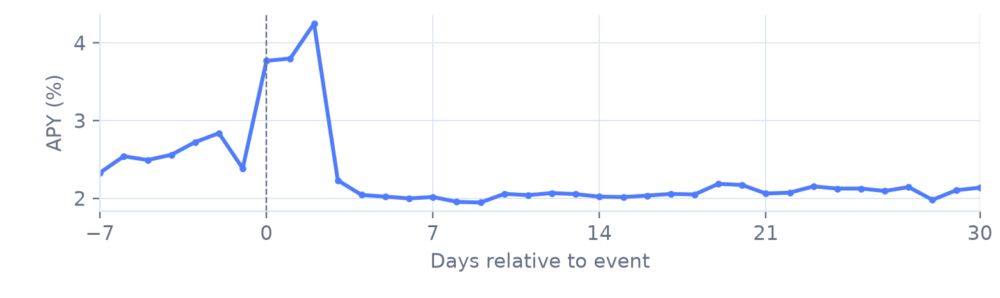 APY (%)
4
3
2
−7 0 7 14 21 30
Days relative to event